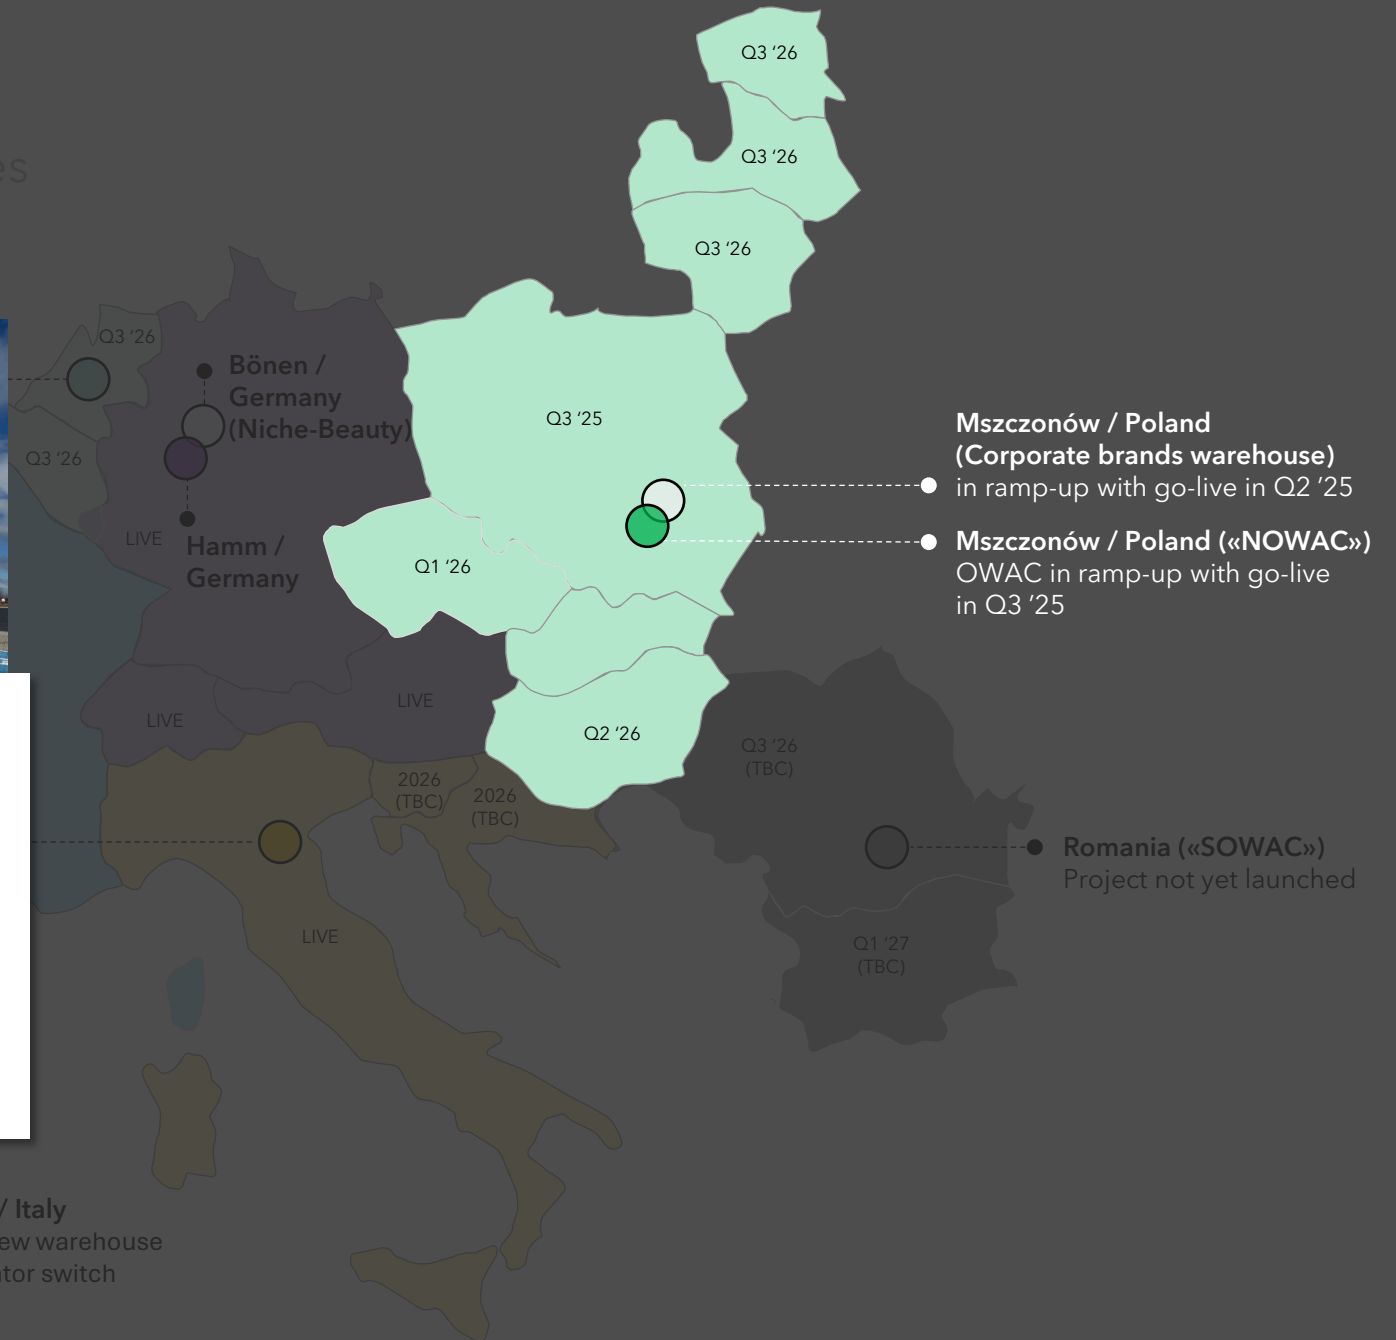 Q3 ‘26
Q3 ‘26
es
Q3 ‘26
Q3 ‘26
Bönen /
Germany
(Niche-Beauty)
Q3 ‘25
Q3 ‘26
Mszczonów / Poland
(Corporate brands warehouse)
in ramp-up with go-live in Q2 ’25
LIVE
Hamm /
Germany
Q1 ‘26
Mszczonów / Poland («NOWAC»)
OWAC in ramp-up with go-live
in Q3 ’25
LIVE
LIVE
Q2 ‘26
Q3 ‘26
(TBC)
2026
(TBC)
2026
(TBC)
Romania («SOWAC»)
Project not yet launched
LIVE
Q1 ‘27
(TBC)
/ Italy
ew warehouse
ator switch